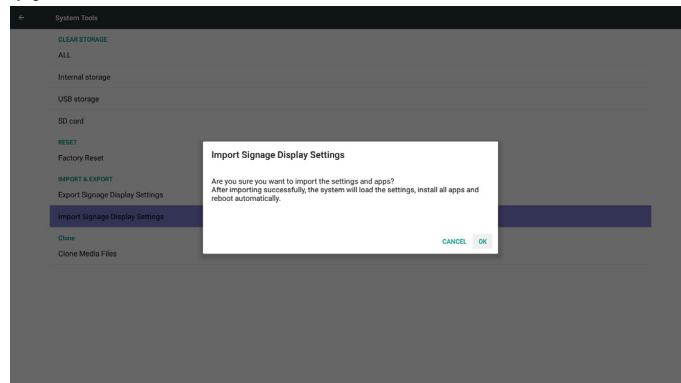 System Tools
CLEAR STORAGE
ALL
Internal storage
USB storage
SD card
RESET
Factory Reset
IMPORT & EXPORT
Export Signage Display Settings
Import Signage Display Settings
Clone
Clone Media Files
Import Signage Display Settings
Are you sure you want to import the settings and apps?
After importing successfully, the system will load the settings, install all apps and
reboot automatically.
CANCEL OK